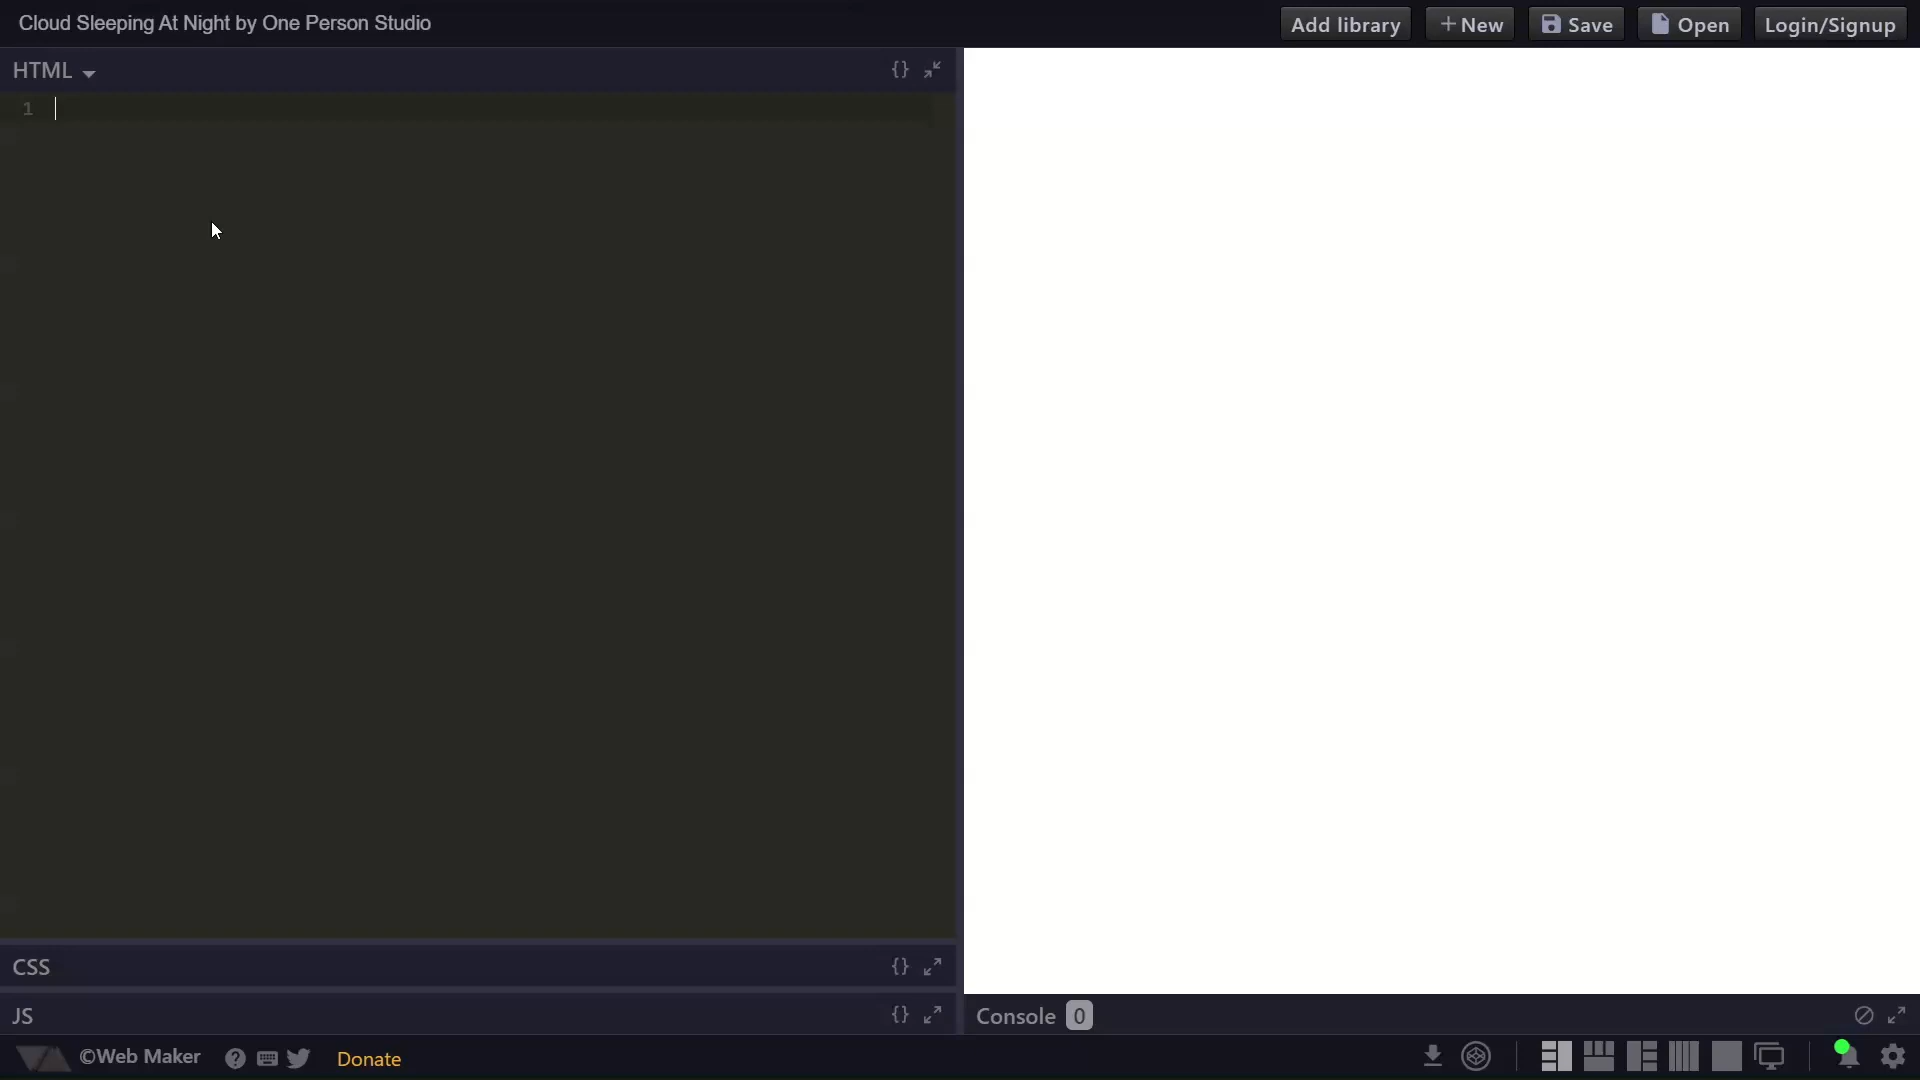 Cloud Sleeping At Night by One Person Studio
Add library
+ New
Save
Open
Login/Signup
HTML
{}
1
CSS
{}
JS
{}
Console 0
©Web Maker
?
Donate